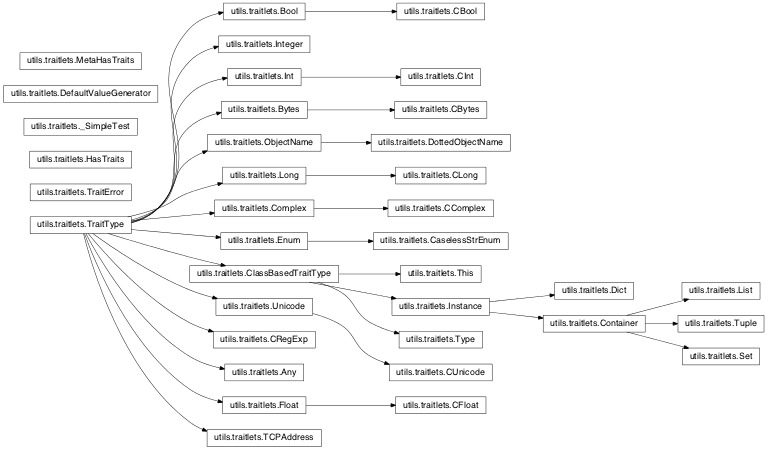 utils.traitlets.Bool
utils.traitlets.CBool
utils.traitlets.Integer
utils.traitlets.MetaHasTraits
utils.traitlets.Int
utils.traitlets.CInt
utils.traitlets.DefaultValueGenerator
utils.traitlets.Bytes
utils.traitlets.CBytes
utils.traitlets._SimpleTest
utils.traitlets.ObjectName
utils.traitlets.DottedObjectName
utils.traitlets.HasTraits
utils.traitlets.Long
utils.traitlets.CLong
utils.traitlets.TraitError
utils.traitlets.Complex
utils.traitlets.CComplex
utils.traitlets.TraitType
utils.traitlets.Enum
utils.traitlets.CaselessStrEnum
utils.traitlets.ClassBasedTraitType
utils.traitlets.This
utils.traitlets.Dict
utils.traitlets.List
utils.traitlets.Unicode
utils.traitlets.Instance
utils.traitlets.Container
utils.traitlets.Tuple
utils.traitlets.CRegExp
utils.traitlets.Type
utils.traitlets.Set
utils.traitlets.Any
utils.traitlets.CUnicode
utils.traitlets.Float
utils.traitlets.CFloat
utils.traitlets.TCPAddress